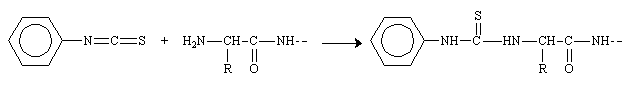 S
N=C=S + H₂N—CH—C—NH-- → NH—C—HN—CH—C—NH--
R O R O